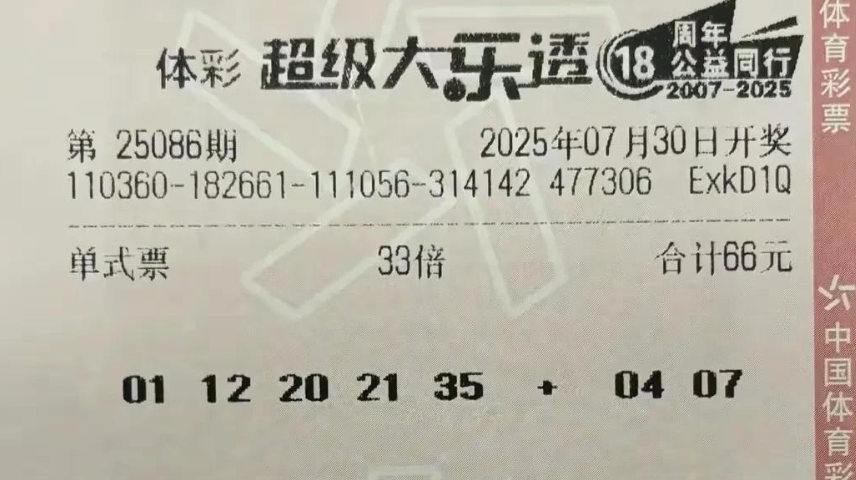 体彩 超级大乐透 18 周年
公益同行
2007-2025
第 25086期 2025年07月30日开奖
110360-182661-111056-314142 477306 ExkD1Q
单式票 33倍 合计66元
01 12 20 21 35 + 04 07
体育彩票
中国体育彩